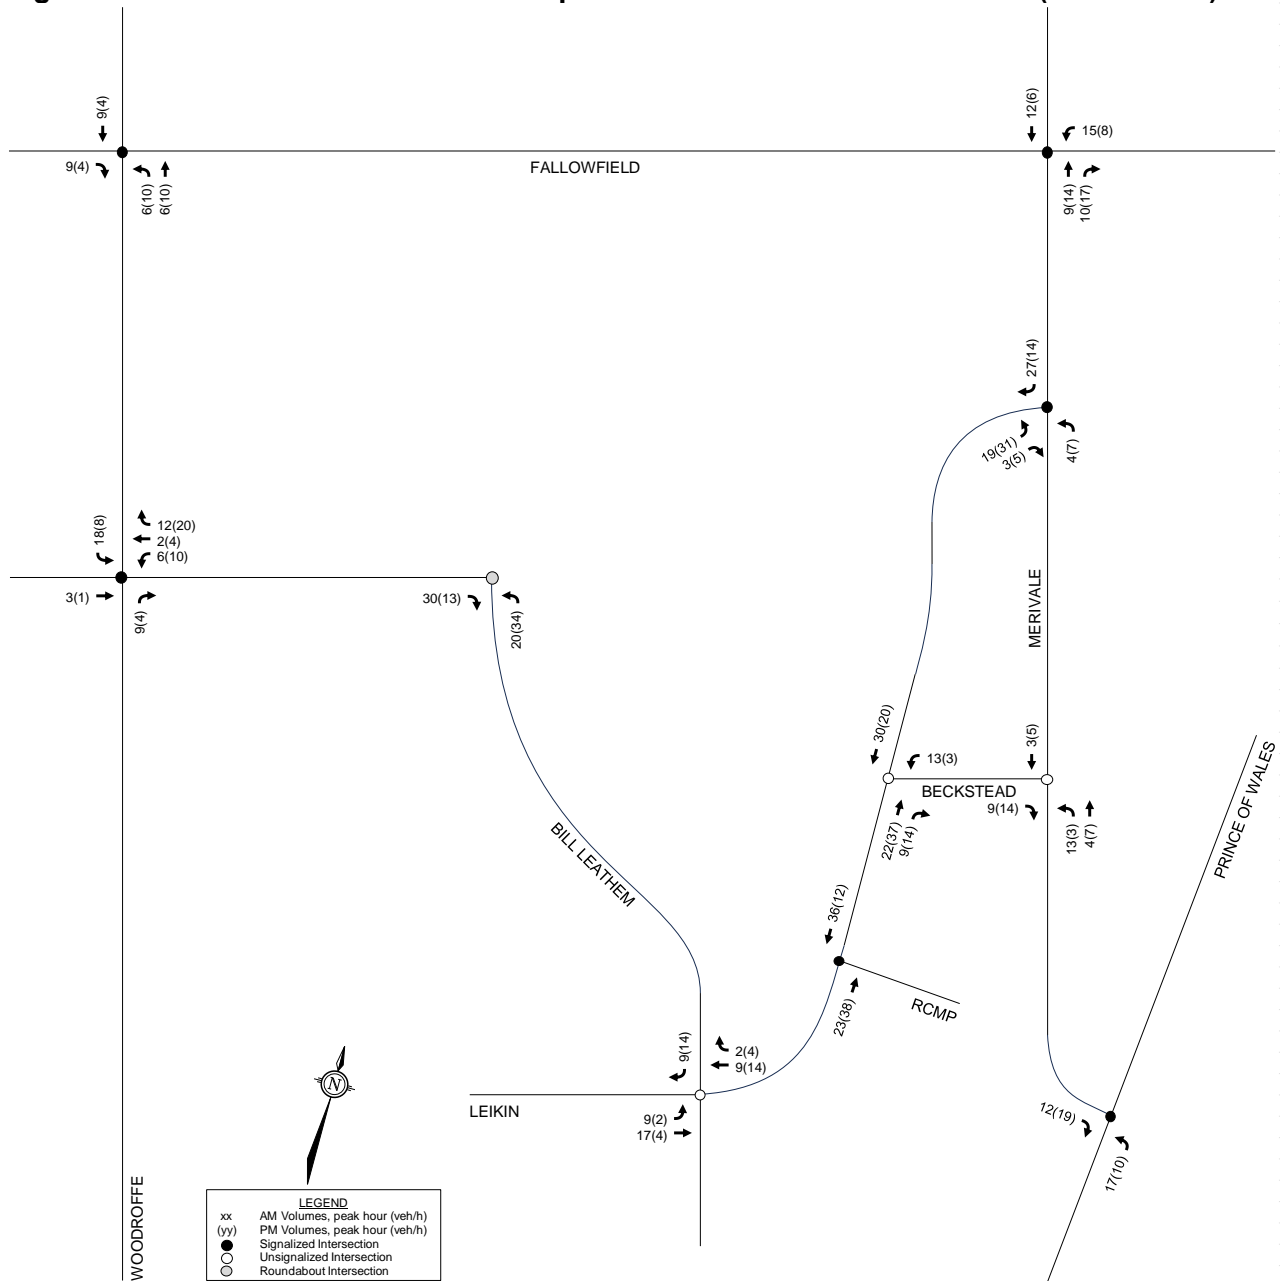 9(4)
12(6)
15(8)
9(4)
FALLOWFIELD
6(10)
6(10)
9(14)
10(17)
27(14)
19(31)
3(5)
4(7)
18(8)
12(20)
2(4)
6(10)
3(1)
9(4)
30(13)
20(34)
MERIVALE
30(20)
13(3)
3(5)
BECKSTEAD
9(14)
22(37)
9(14)
13(3)
4(7)
PRINCE OF WALES
BILL LEATHEM
36(12)
RCMP
23(38)
9(14)
2(4)
9(14)
LEIKIN
9(2)
17(4)
12(19)
17(10)
N
WOODROFFE
LEGEND
xx AM Volumes, peak hour (veh/h)
(yy) PM Volumes, peak hour (veh/h)
Signalized Intersection
Unsignalized Intersection
Roundabout Intersection